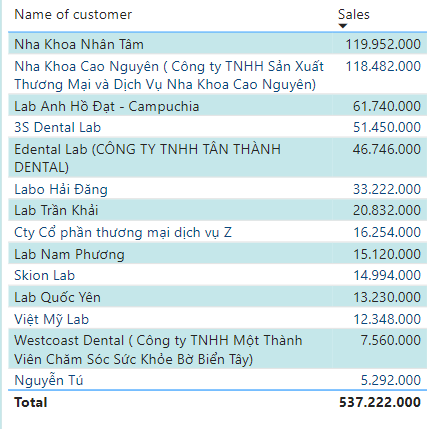 Name of customer Sales
Nha Khoa Nhân Tâm 119.952.000
Nha Khoa Cao Nguyên ( Công ty TNHH Sản Xuất 118.482.000
Thương Mại và Dịch Vụ Nha Khoa Cao Nguyên)
Lab Anh Hồ Đạt - Campuchia 61.740.000
3S Dental Lab 51.450.000
Edental Lab (CÔNG TY TNHH TÂN THÀNH 46.746.000
DENTAL)
Labo Hải Đăng 33.222.000
Lab Trần Khải 20.832.000
Cty Cổ phần thương mại dịch vụ Z 16.254.000
Lab Nam Phương 15.120.000
Skion Lab 14.994.000
Lab Quốc Yên 13.230.000
Việt Mỹ Lab 12.348.000
Westcoast Dental ( Công ty TNHH Một Thành 7.560.000
Viên Chăm Sóc Sức Khỏe Bờ Biển Tây)
Nguyễn Tú 5.292.000
Total 537.222.000